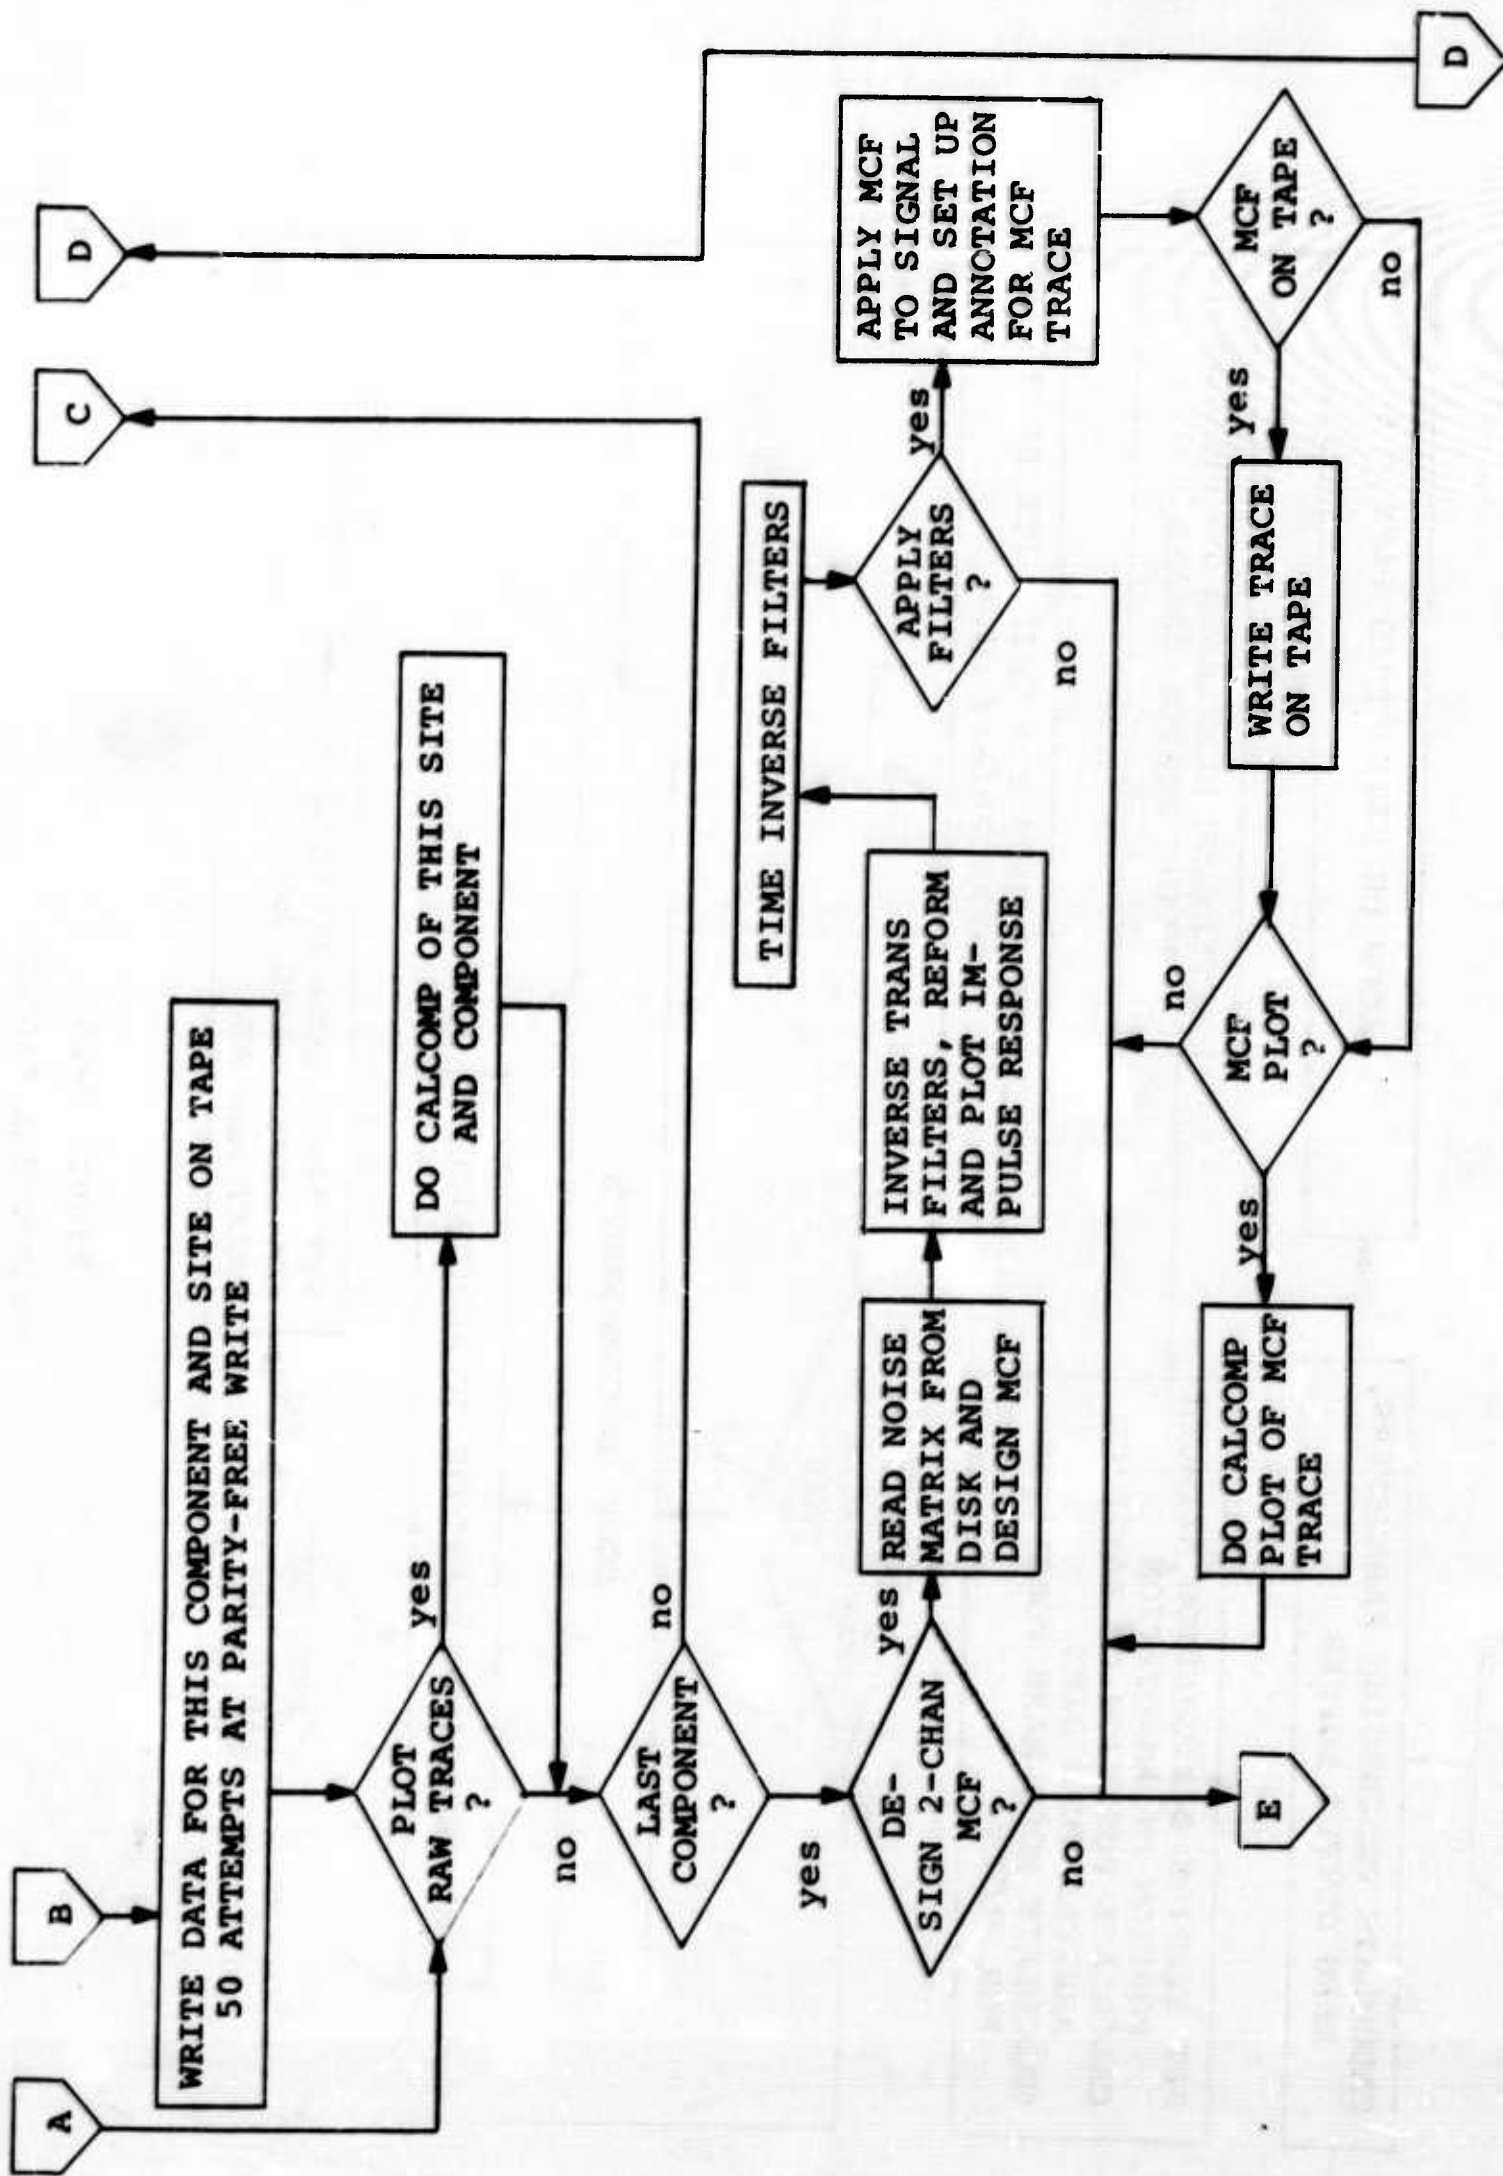 A
B
C
D
WRITE DATA FOR THIS COMPONENT AND SITE ON TAPE
50 ATTEMPTS AT PARITY-FREE WRITE
PLOT
RAW TRACES
?
yes
no
DO CALCOMP OF THIS SITE
AND COMPONENT
LAST
COMPONENT
?
no
yes
DE-
SIGN 2-CHAN
MCF
?
yes
no
READ NOISE
MATRIX FROM
DISK AND
DESIGN MCF
INVERSE TRANS
FILTERS, REFORM
AND PLOT IM-
PULSE RESPONSE
TIME INVERSE FILTERS
APPLY
FILTERS
?
yes
no
APPLY MCF
TO SIGNAL
AND SET UP
ANNOTATION
FOR MCF
TRACE
MCF
ON TAPE
?
yes
no
WRITE TRACE
ON TAPE
MCF
PLOT
?
no
yes
DO CALCOMP
PLOT OF MCF
TRACE
E
D